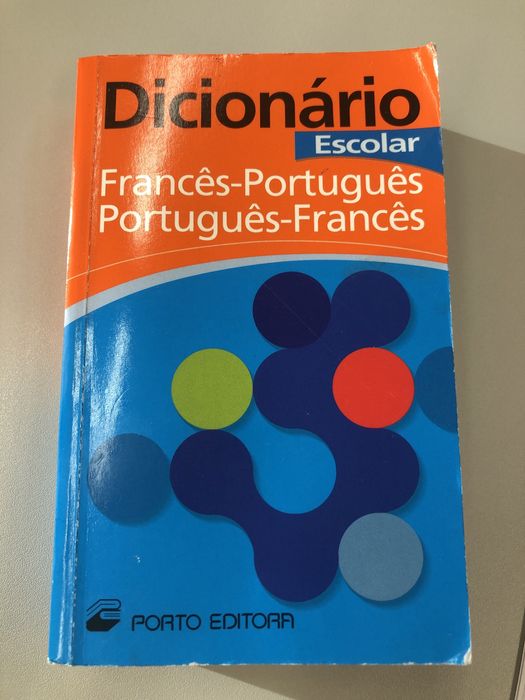 Dicionário
Escolar
Francês-Português
Português-Francês
PORTO EDITORA